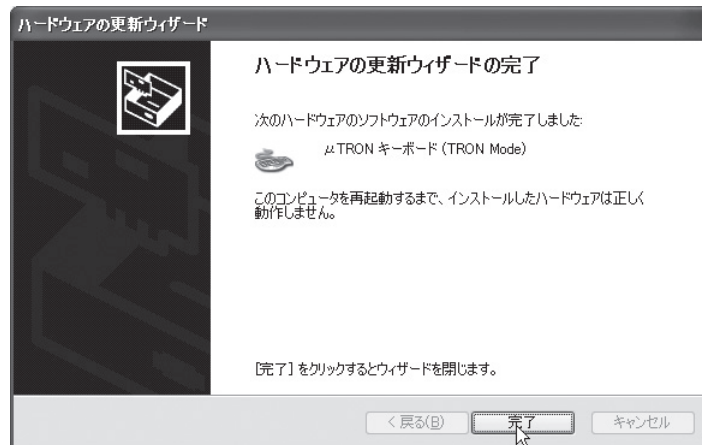 ハードウェアの更新ウィザード
ハードウェアの更新ウィザードの完了
次のハードウェアのソフトウェアのインストールが完了しました:
μTRON キーボード (TRON Mode)
このコンピュータを再起動するまで、インストールしたハードウェアは正しく
動作しません。
[完了] をクリックするとウィザードを閉じます。
< 戻る(B)
完了
キャンセル